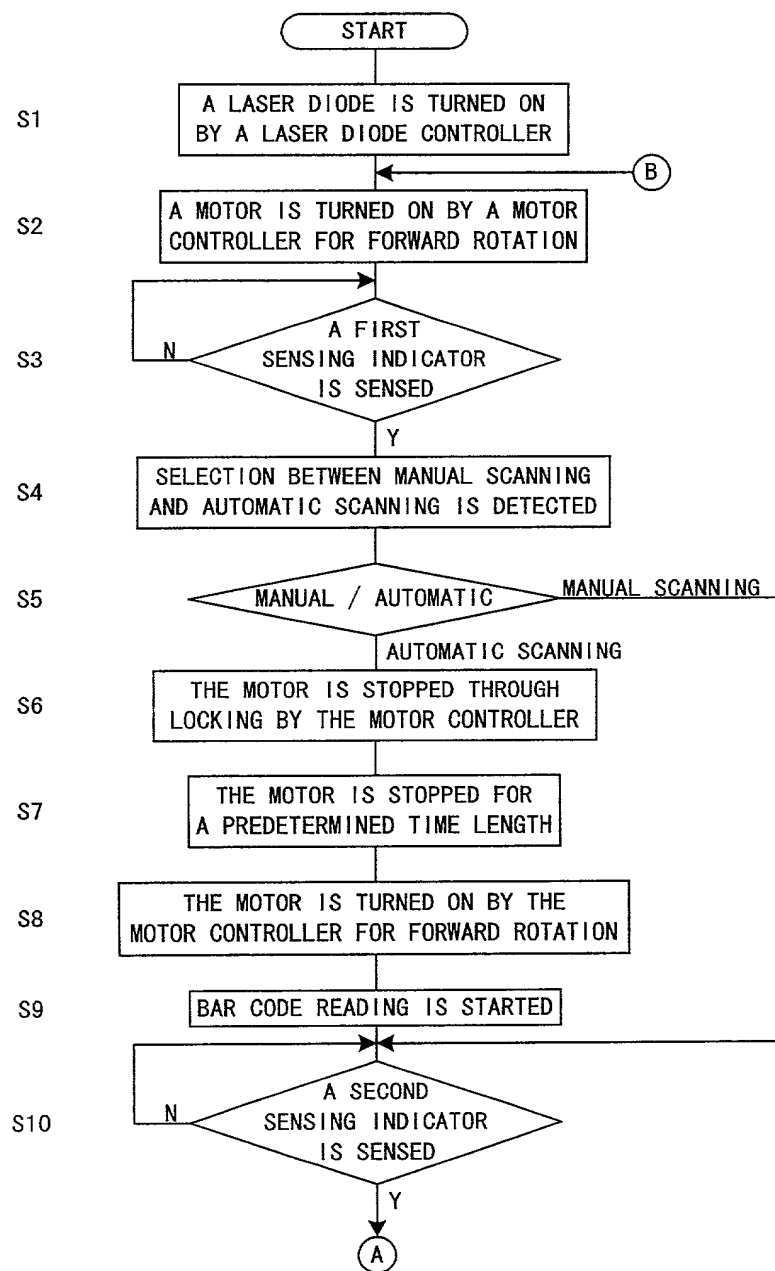 START
S1
A LASER DIODE IS TURNED ON
BY A LASER DIODE CONTROLLER
B
S2
A MOTOR IS TURNED ON BY A MOTOR
CONTROLLER FOR FORWARD ROTATION
S3
N
A FIRST
SENSING INDICATOR
IS SENSED
Y
S4
SELECTION BETWEEN MANUAL SCANNING
AND AUTOMATIC SCANNING IS DETECTED
S5
MANUAL / AUTOMATIC
MANUAL SCANNING
AUTOMATIC SCANNING
S6
THE MOTOR IS STOPPED THROUGH
LOCKING BY THE MOTOR CONTROLLER
S7
THE MOTOR IS STOPPED FOR
A PREDETERMINED TIME LENGTH
S8
THE MOTOR IS TURNED ON BY THE
MOTOR CONTROLLER FOR FORWARD ROTATION
S9
BAR CODE READING IS STARTED
S10
N
A SECOND
SENSING INDICATOR
IS SENSED
Y
A